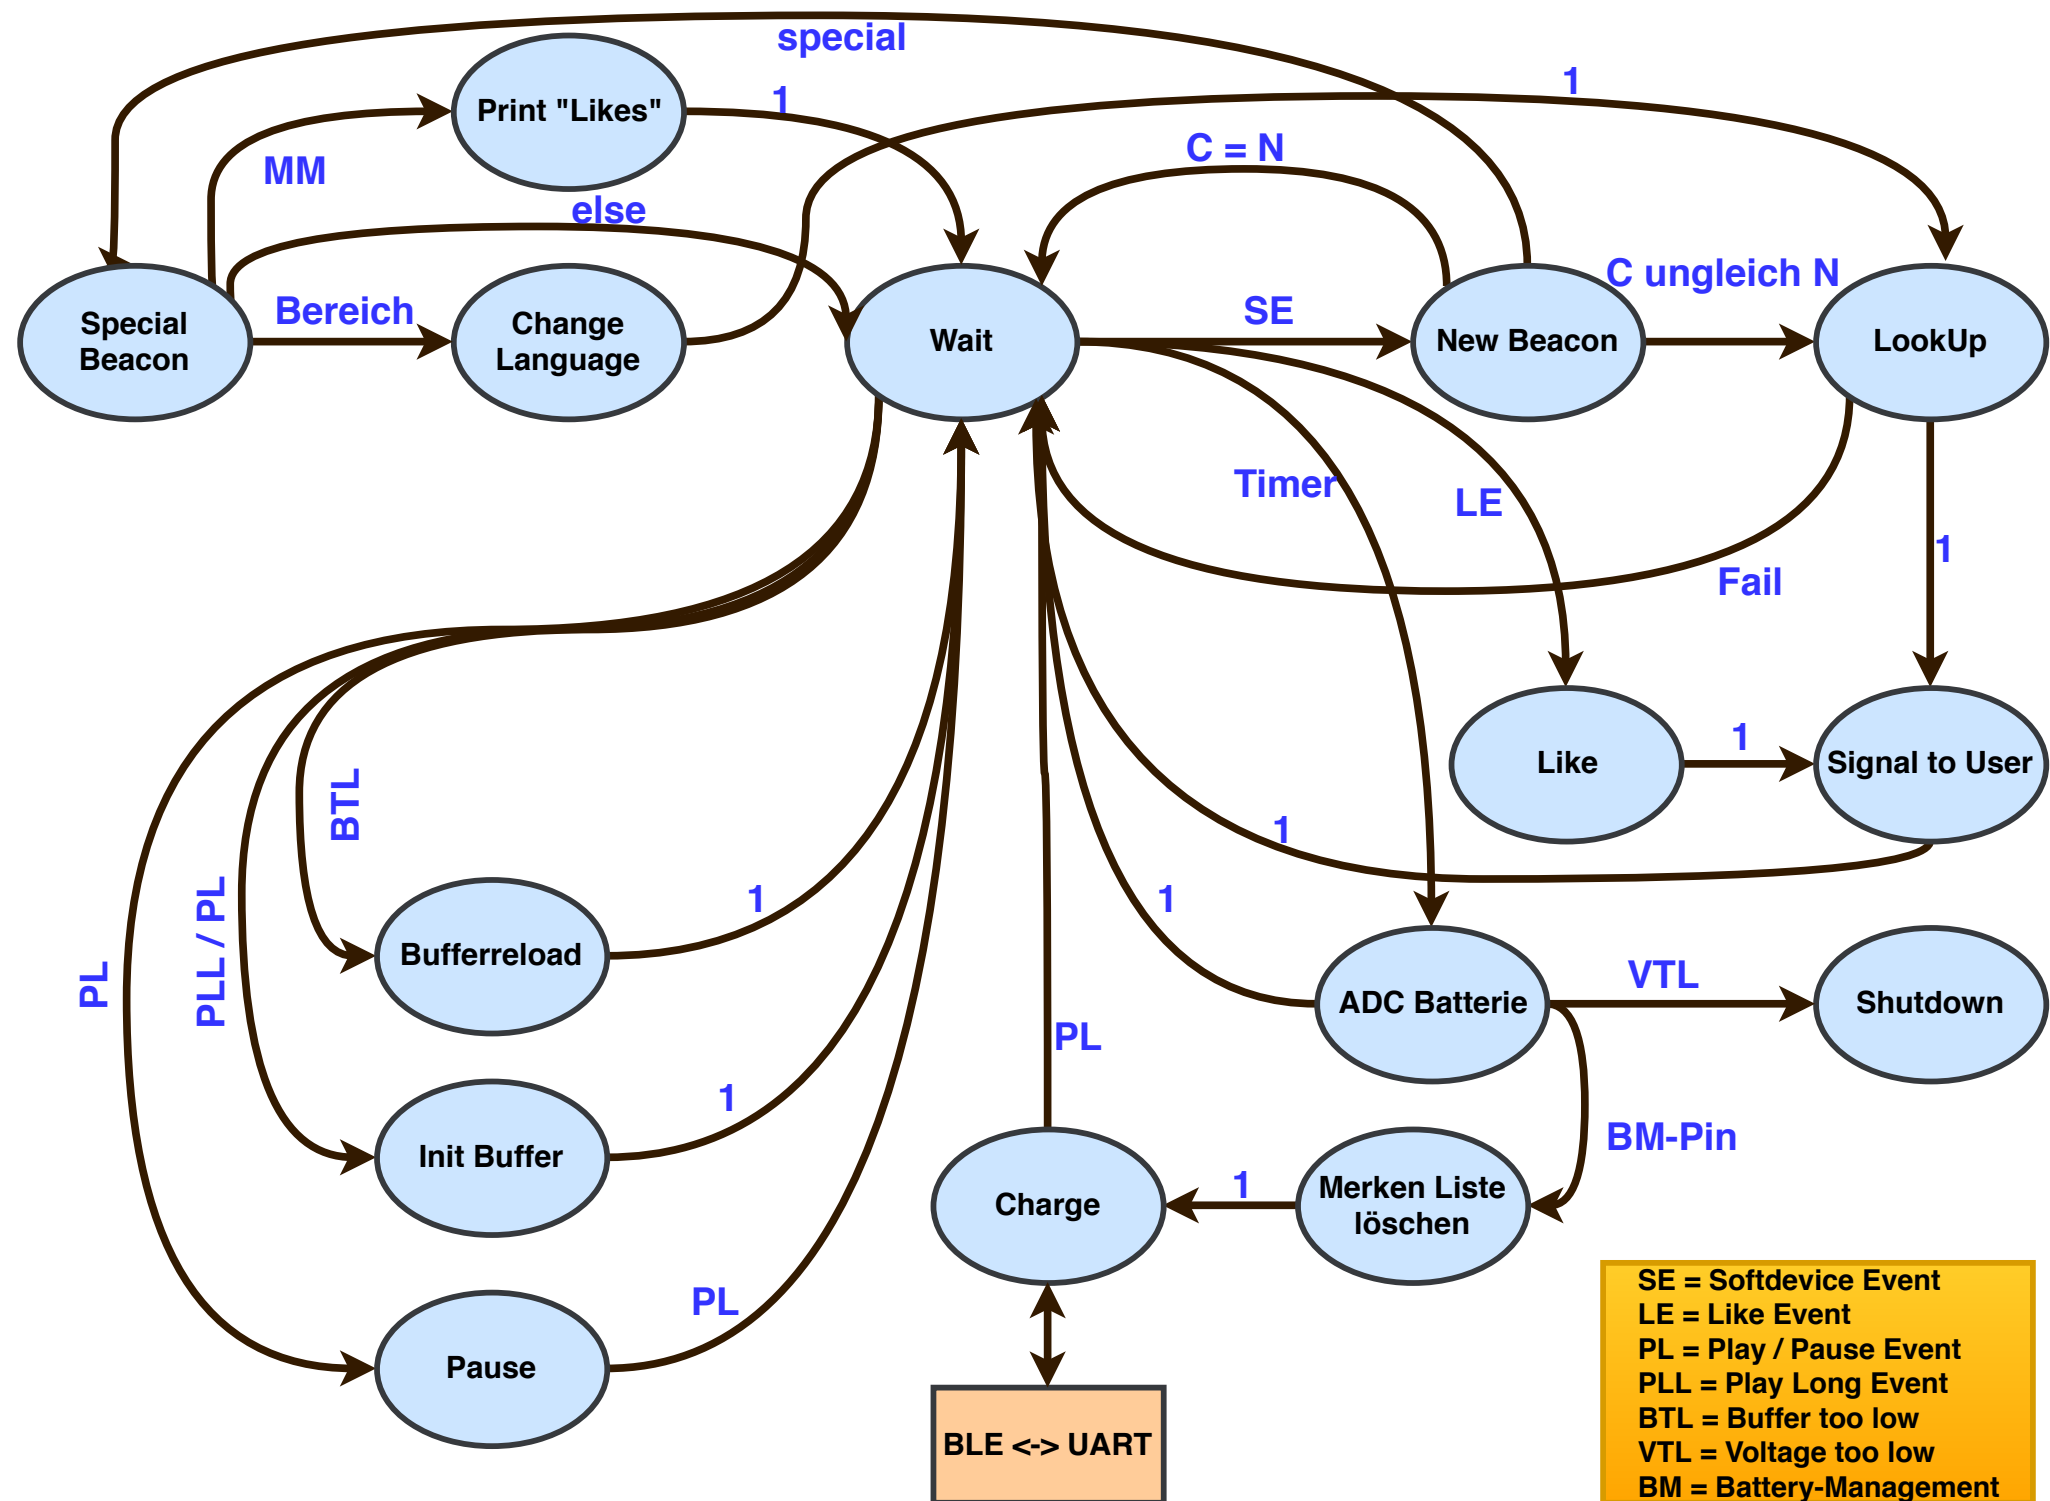 special
Print "Likes"
1
1
MM
C = N
else
Bereich
SE
C ungleich N
Special
Beacon
Change
Language
Wait
New Beacon
LookUp
Timer
LE
1
Fail
1
Like
Signal to User
BTL
1
1
1
PLL / PL
PL
Bufferreload
VTL
ADC Batterie
Shutdown
PL
1
BM-Pin
Init Buffer
1
Charge
Merken Liste
löschen
PL
Pause
BLE <-> UART
SE = Softdevice Event
LE = Like Event
PL = Play / Pause Event
PLL = Play Long Event
BTL = Buffer too low
VTL = Voltage too low
BM = Battery-Management